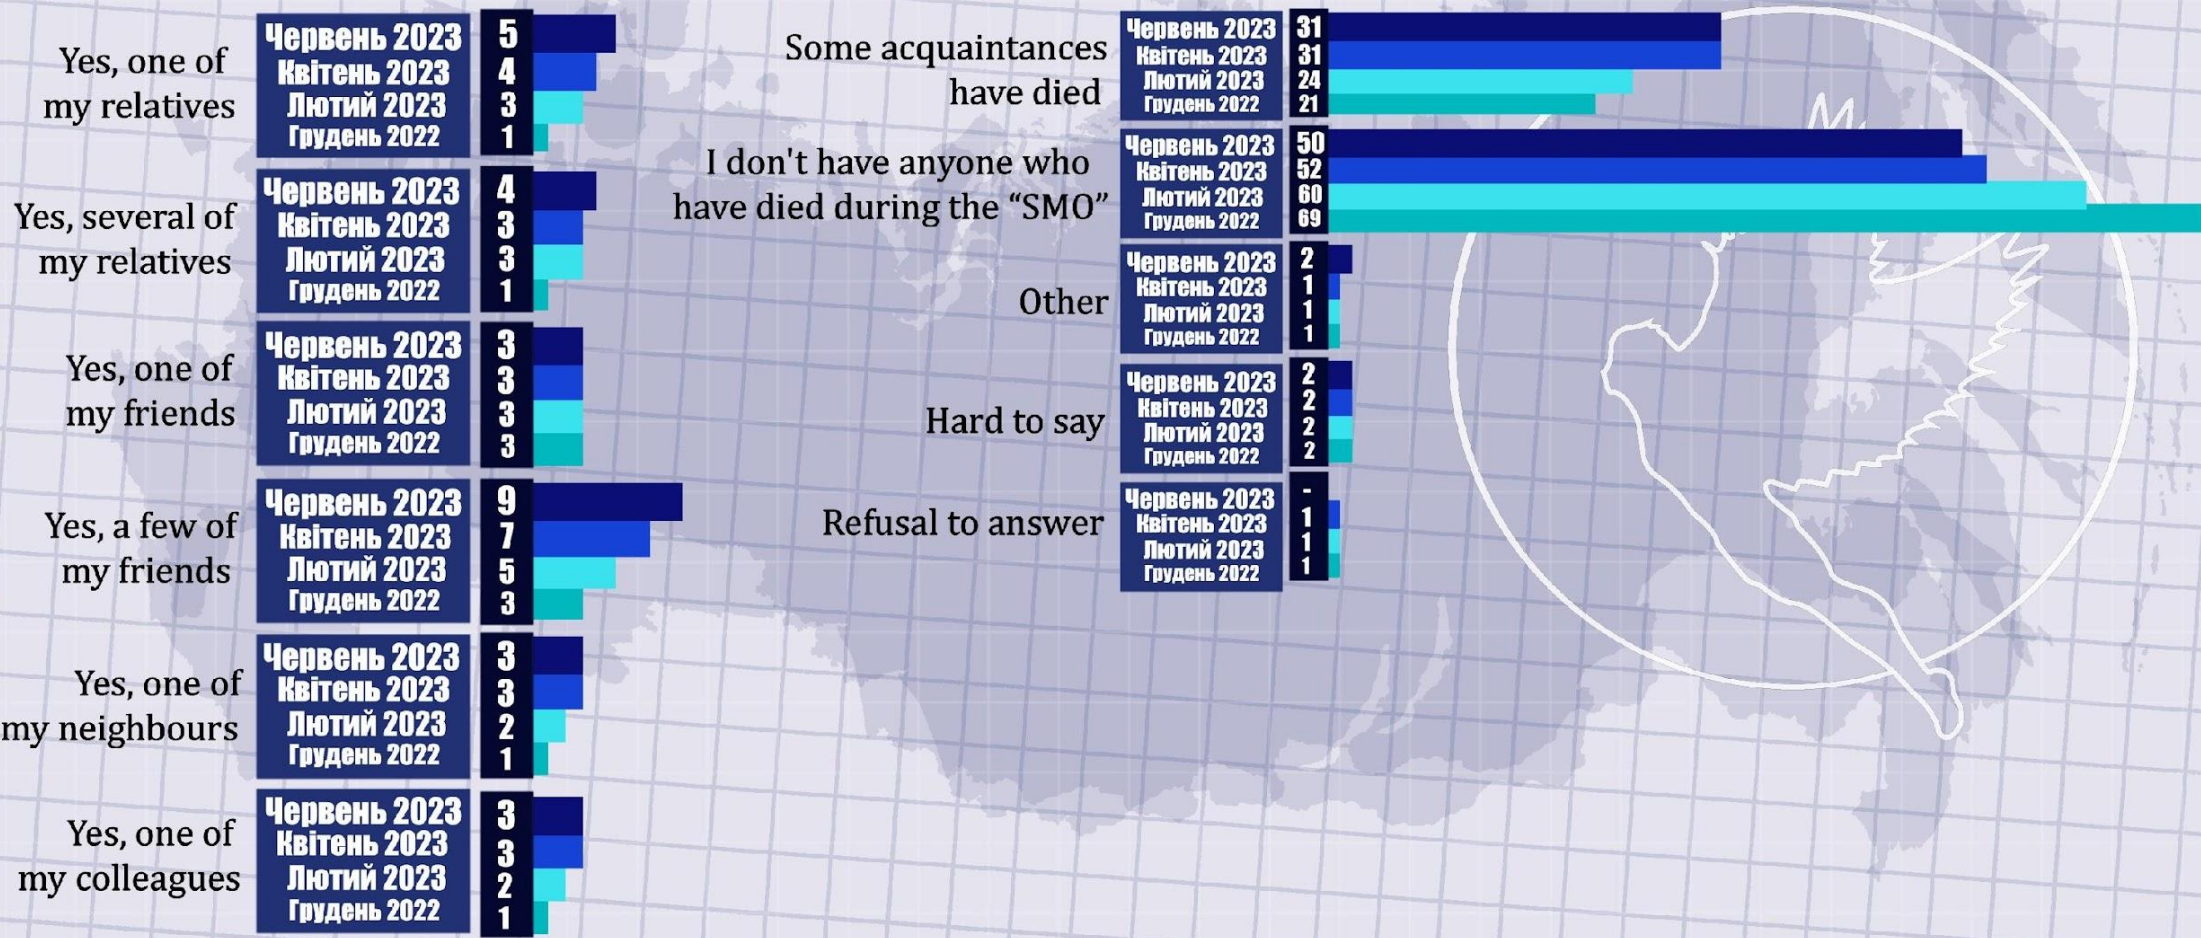 Yes, one of
my relatives
Червень 2023 5
Квітень 2023 4
Лютий 2023 3
Грудень 2022 1
Yes, several of
my relatives
Червень 2023 4
Квітень 2023 3
Лютий 2023 3
Грудень 2022 1
Yes, one of
my friends
Червень 2023 3
Квітень 2023 3
Лютий 2023 3
Грудень 2022 3
Yes, a few of
my friends
Червень 2023 9
Квітень 2023 7
Лютий 2023 5
Грудень 2022 3
Yes, one of
my neighbours
Червень 2023 3
Квітень 2023 3
Лютий 2023 2
Грудень 2022 1
Yes, one of
my colleagues
Червень 2023 3
Квітень 2023 3
Лютий 2023 2
Грудень 2022 1
Some acquaintances
have died
Червень 2023 31
Квітень 2023 31
Лютий 2023 24
Грудень 2022 21
I don't have anyone who
have died during the “SMO”
Червень 2023 50
Квітень 2023 52
Лютий 2023 60
Грудень 2022 69
Other
Червень 2023 2
Квітень 2023 1
Лютий 2023 1
Грудень 2022 1
Hard to say
Червень 2023 2
Квітень 2023 2
Лютий 2023 2
Грудень 2022 2
Refusal to answer
Червень 2023 -
Квітень 2023 1
Лютий 2023 1
Грудень 2022 1